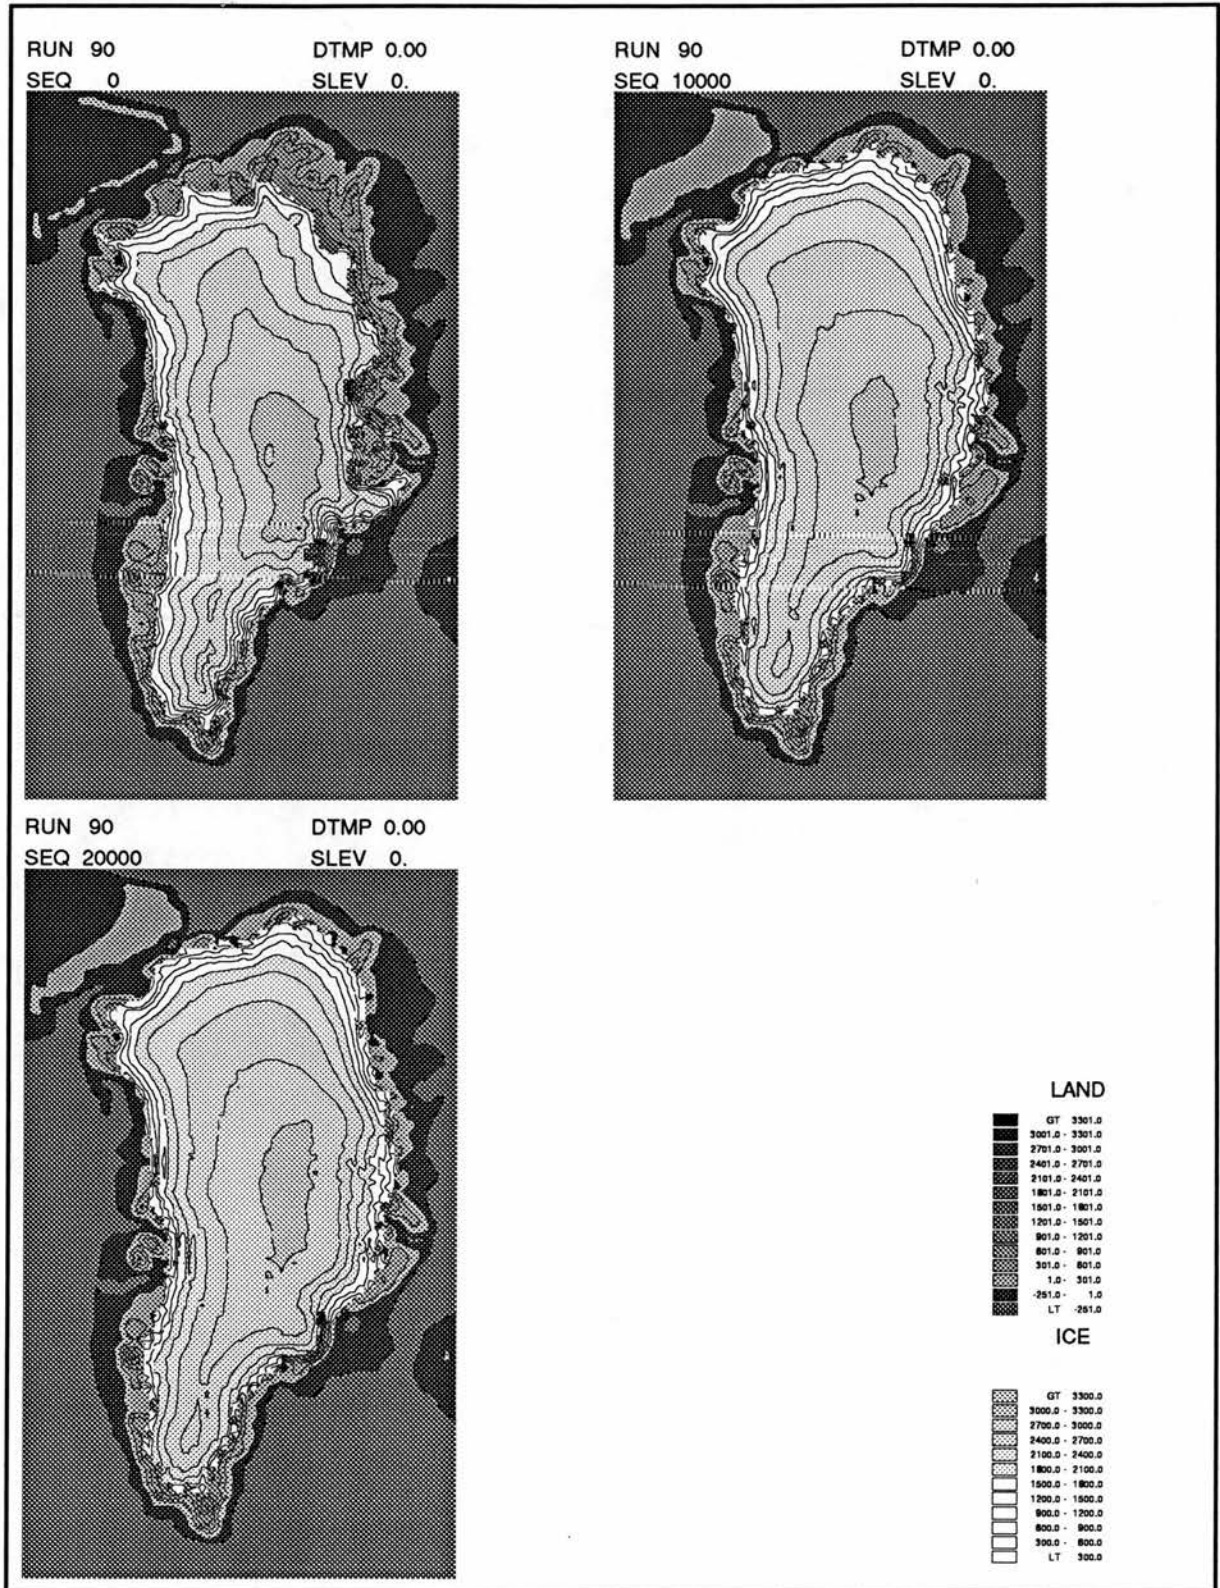 RUN 90 DTMP 0.00
SEQ 0 SLEV 0.
RUN 90 DTMP 0.00
SEQ 10000 SLEV 0.
RUN 90 DTMP 0.00
SEQ 20000 SLEV 0.
LAND
GT 3301.0
3001.0 - 3301.0
2701.0 - 3001.0
2401.0 - 2701.0
2101.0 - 2401.0
1801.0 - 2101.0
1501.0 - 1801.0
1201.0 - 1501.0
901.0 - 1201.0
601.0 - 901.0
301.0 - 601.0
1.0 - 301.0
-251.0 - 1.0
LT -251.0
ICE
GT 3300.0
3000.0 - 3300.0
2700.0 - 3000.0
2400.0 - 2700.0
2100.0 - 2400.0
1800.0 - 2100.0
1500.0 - 1800.0
1200.0 - 1500.0
900.0 - 1200.0
600.0 - 900.0
300.0 - 600.0
LT 300.0